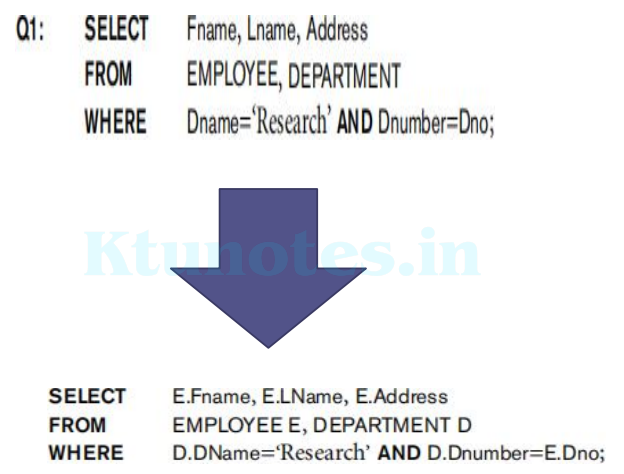 Q1: SELECT Fname, Lname, Address
FROM EMPLOYEE, DEPARTMENT
WHERE Dname=‘Research’ AND Dnumber=Dno;
Ktunotes.in
SELECT E.Fname, E.LName, E.Address
FROM EMPLOYEE E, DEPARTMENT D
WHERE D.DName=‘Research’ AND D.Dnumber=E.Dno;